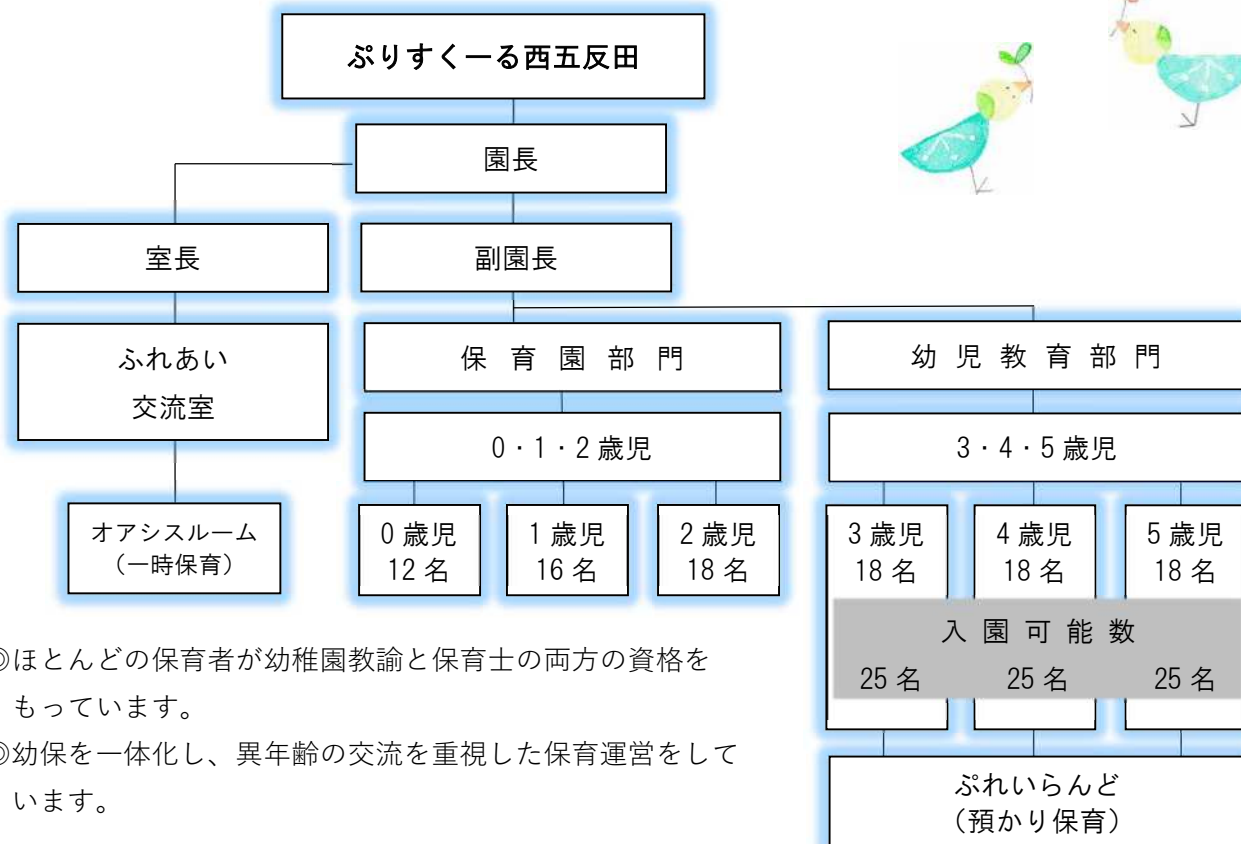 ぷりすくーる西五反田
園長
室長
副園長
ふれあい
交流室
保育園部門
幼児教育部門
0・1・2歳児
3・4・5歳児
オアシスルーム
(一時保育)
0歳児
12名
1歳児
16名
2歳児
18名
3歳児
18名
4歳児
18名
5歳児
18名
入園可能数
25名 25名 25名
◎ほとんどの保育者が幼稚園教諭と保育士の両方の資格を
もっています。
◎幼保を一体化し、異年齢の交流を重視した保育運営をして
います。
ぷれいらんど
(預かり保育)